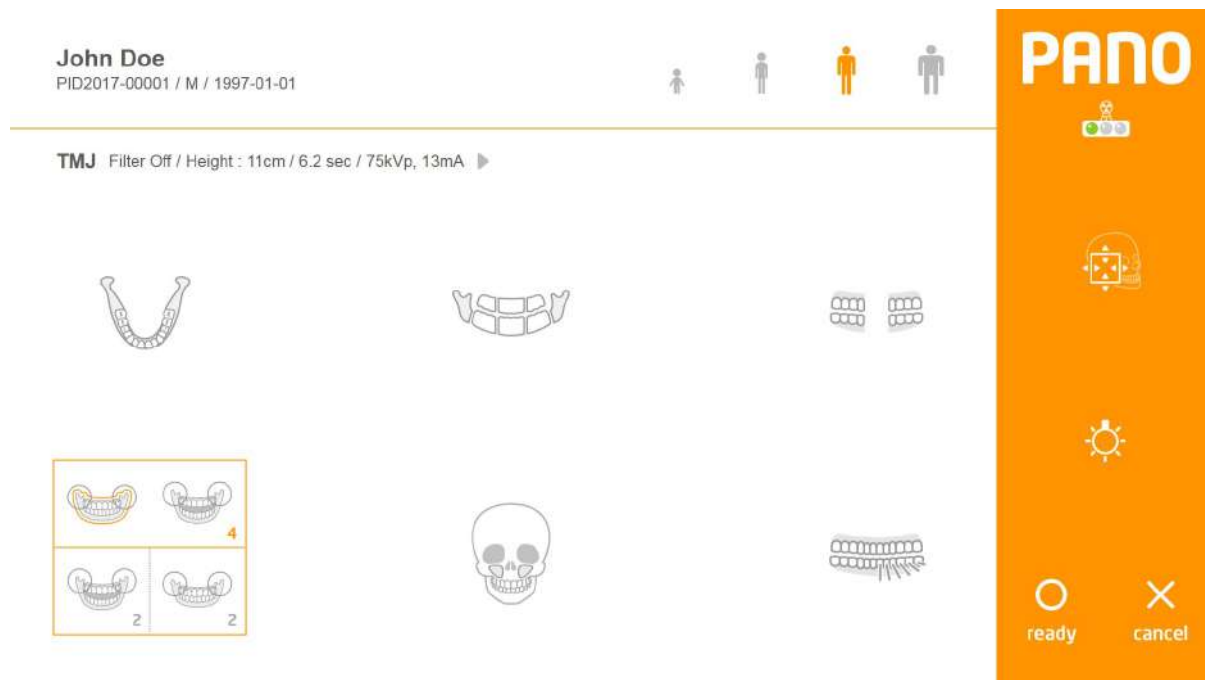 John Doe
PID2017-00001 / M / 1997-01-01
PANO
TMJ Filter Off / Height : 11cm / 6.2 sec / 75kVp, 13mA
4
2 2
ready cancel